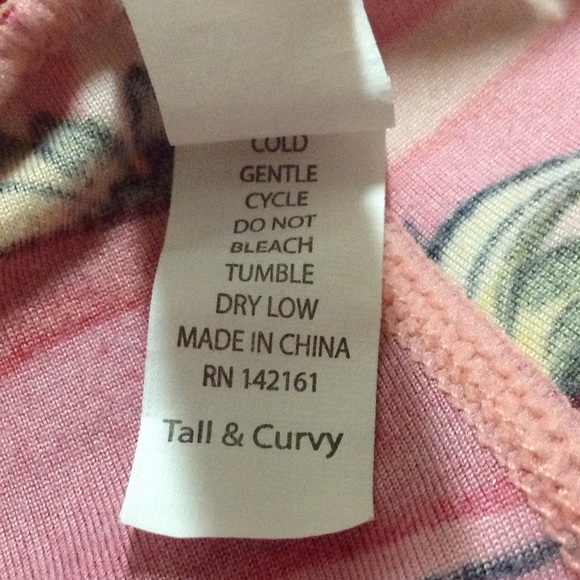 COLD
GENTLE
CYCLE
DO NOT
BLEACH
TUMBLE
DRY LOW
MADE IN CHINA
RN 142161
Tall & Curvy